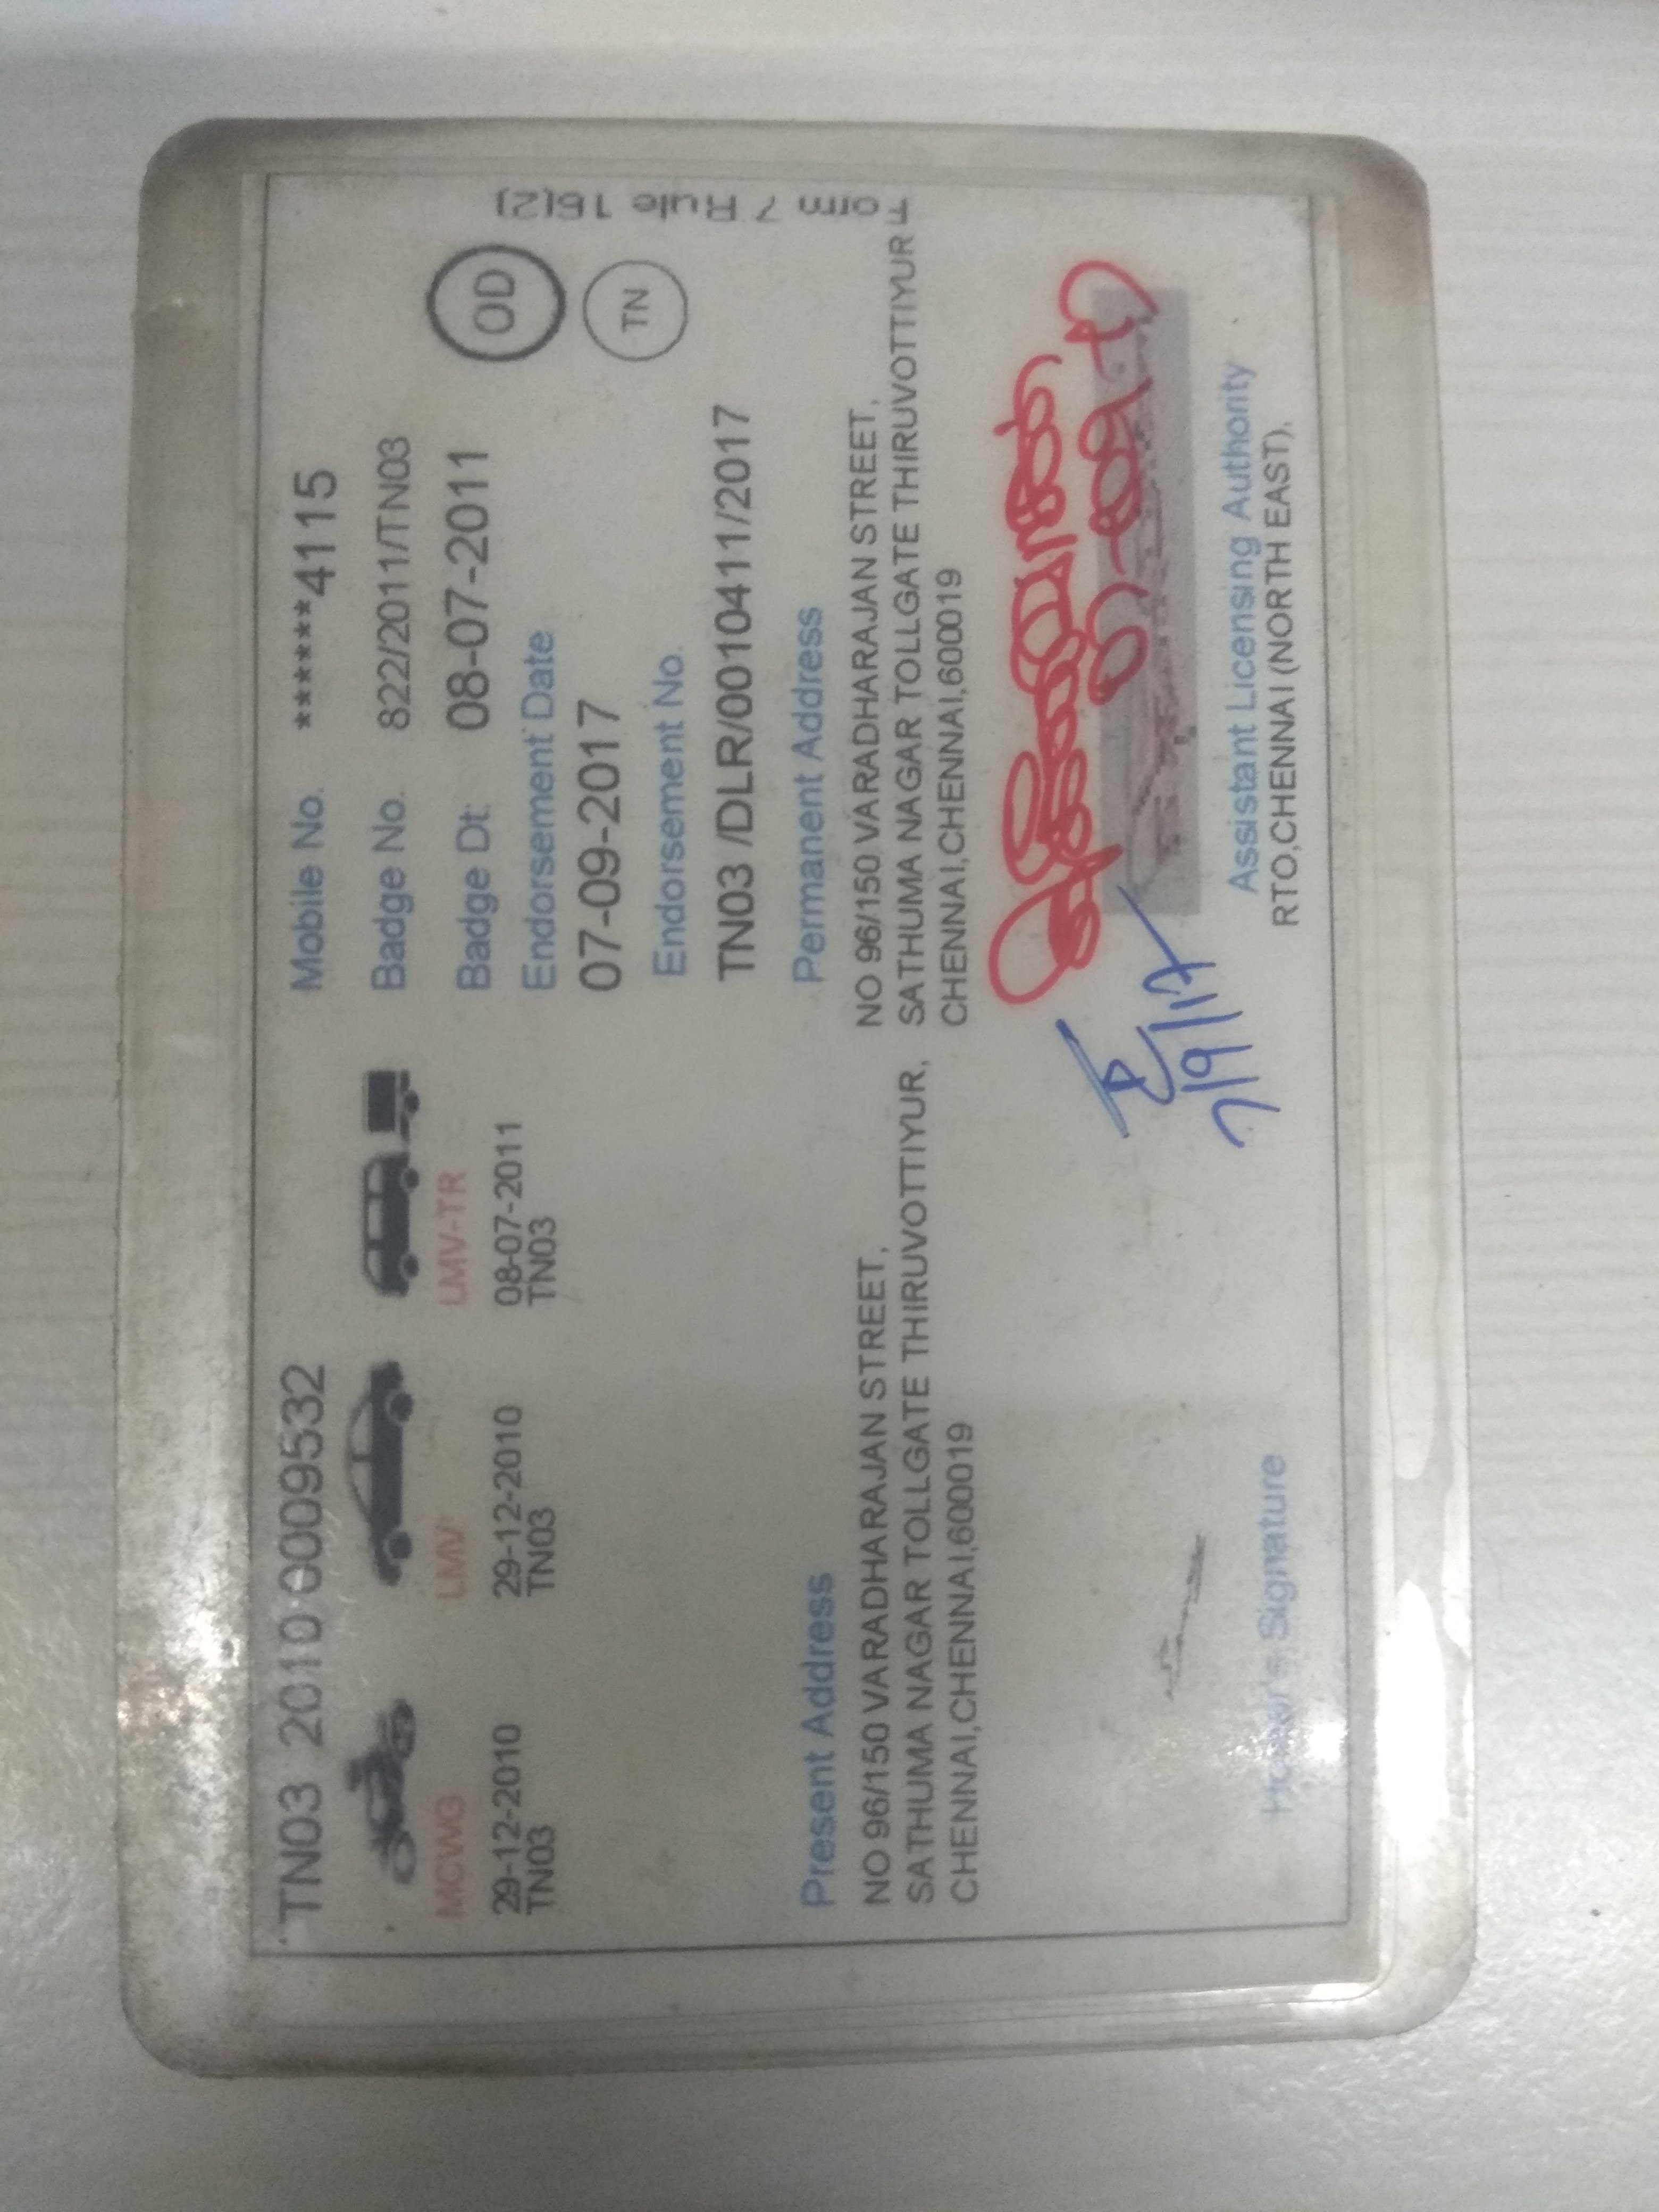 TN03 2010 0009532
MCWG
29-12-2010
TN03
LMV
29-12-2010
TN03
LMV-TR
08-07-2011
TN03
Mobile No. ******4115
Badge No. 822/2011/TN03
Badge Dt: 08-07-2011
Endorsement Date
07-09-2017
Endorsement No.
TN03 /DLR/0010411/2017
OD
TN
orm 7 Rule 16(2)
Present Address
NO 96/150 VARADHARAJAN STREET,
SATHUMA NAGAR TOLLGATE THIRUVOTTIYUR,
CHENNAI,CHENNAI,600019
Permanent Address
NO 96/150 VARADHARAJAN STREET,
SATHUMA NAGAR TOLLGATE THIRUVOTTIYUR
CHENNAI,CHENNAI,600019
7/9/17
Holder's Signature
Assistant Licensing Authority
RTO,CHENNAI (NORTH EAST),